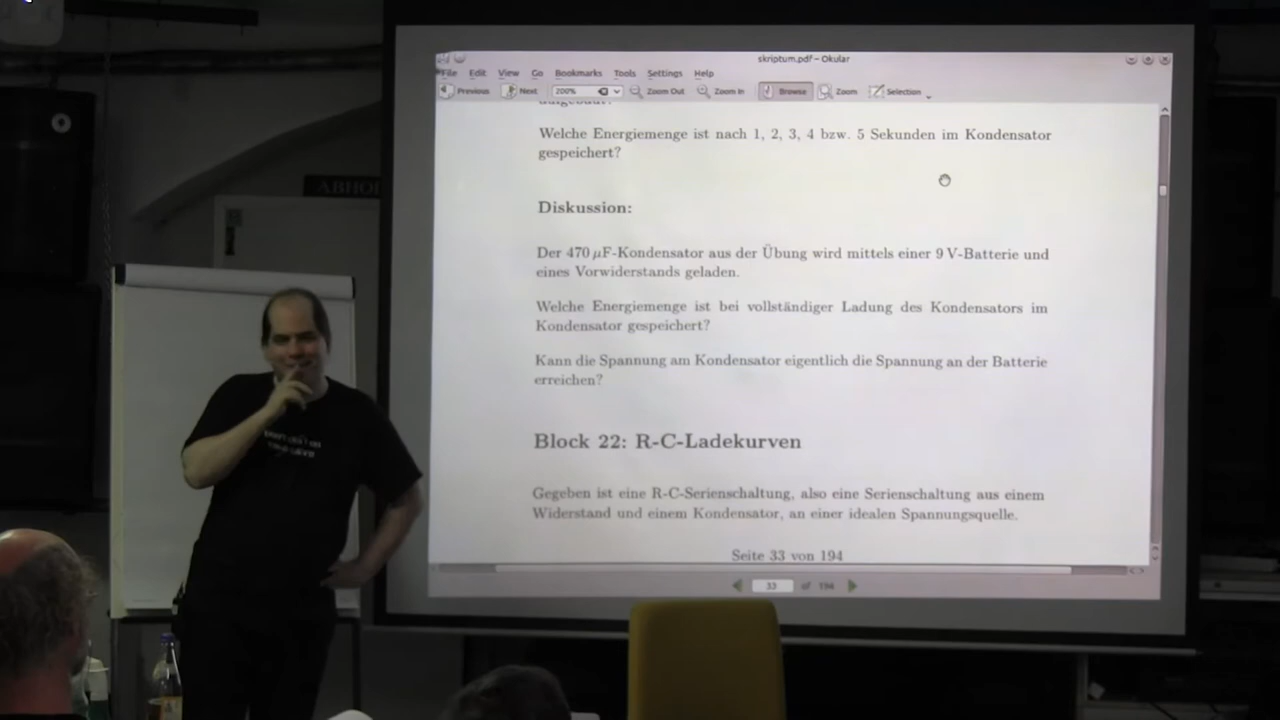 skriptum.pdf – Okular
File Edit View Go Bookmarks Tools Settings Help
Previous Next 200% Zoom Out Zoom In Browse Zoom Selection
aufgebaut?
Welche Energiemenge ist nach 1, 2, 3, 4 bzw. 5 Sekunden im Kondensator
gespeichert?
Diskussion:
Der 470 µF-Kondensator aus der Übung wird mittels einer 9 V-Batterie und
eines Vorwiderstands geladen.
Welche Energiemenge ist bei vollständiger Ladung des Kondensators im
Kondensator gespeichert?
Kann die Spannung am Kondensator eigentlich die Spannung an der Batterie
erreichen?
Block 22: R-C-Ladekurven
Gegeben ist eine R-C-Serienschaltung, also eine Serienschaltung aus einem
Widerstand und einem Kondensator, an einer idealen Spannungsquelle.
Seite 33 von 194
33 of 194
ABHOF